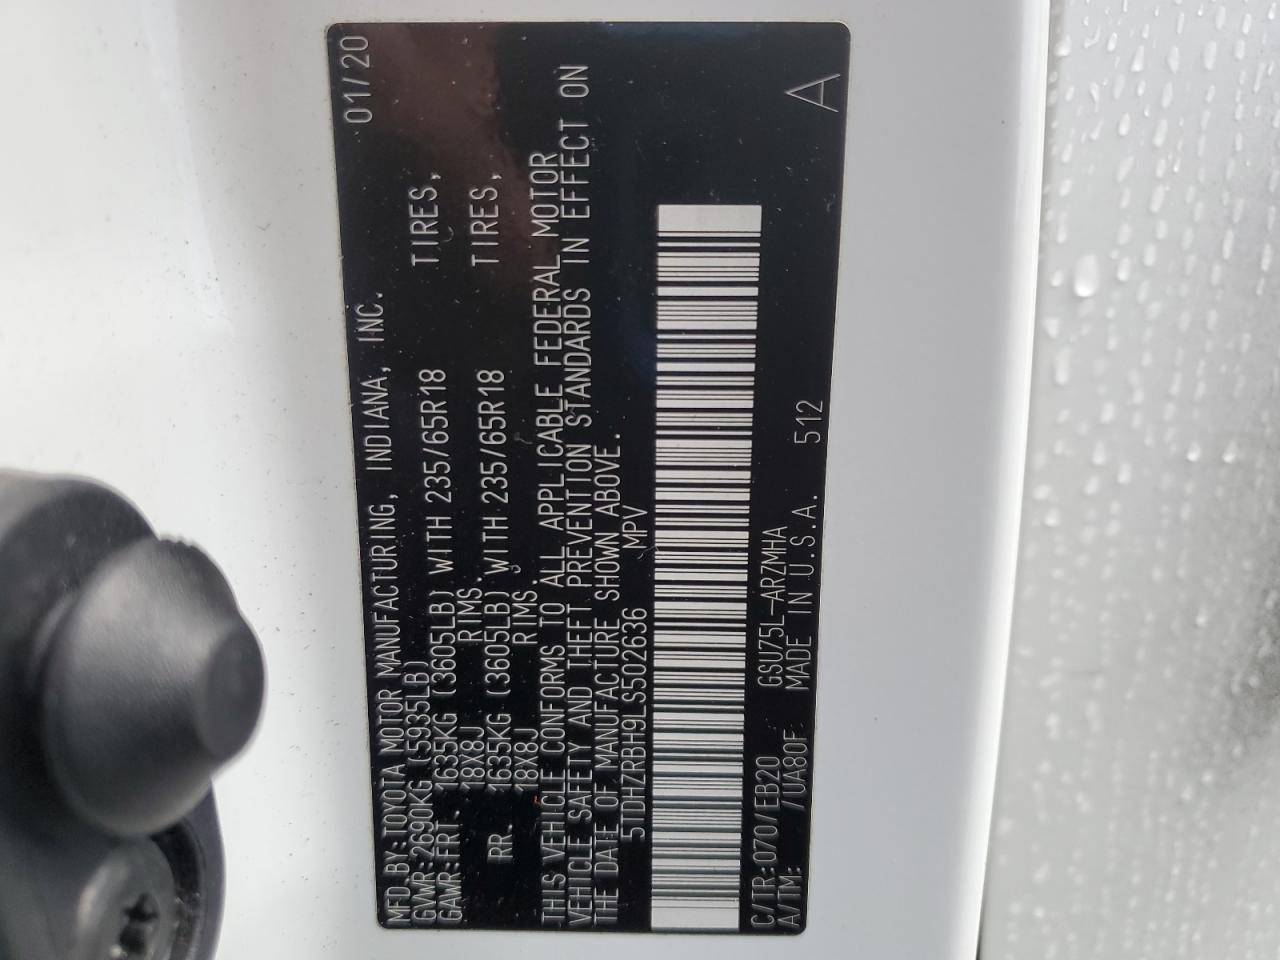 MFD.BY:TOYOTA MOTOR MANUFACTURING, INDIANA, INC. 01/20
GVWR:2690KG (5935LB)
GAWR:FRT. 1635KG (3605LB) WITH 235/65R18 TIRES,
18X8J RIMS.
RR. 1635KG (3605LB) WITH 235/65R18 TIRES,
18X8J RIMS.
THIS VEHICLE CONFORMS TO ALL APPLICABLE FEDERAL MOTOR
VEHICLE SAFETY AND THEFT PREVENTION STANDARDS IN EFFECT ON
THE DATE OF MANUFACTURE SHOWN ABOVE.
5TDHZRBH9LS502636 MPV
C/TR:070/EB20 GSU75L-ARZMHA
A/TM: /UA80F MADE IN U.S.A. 512 A